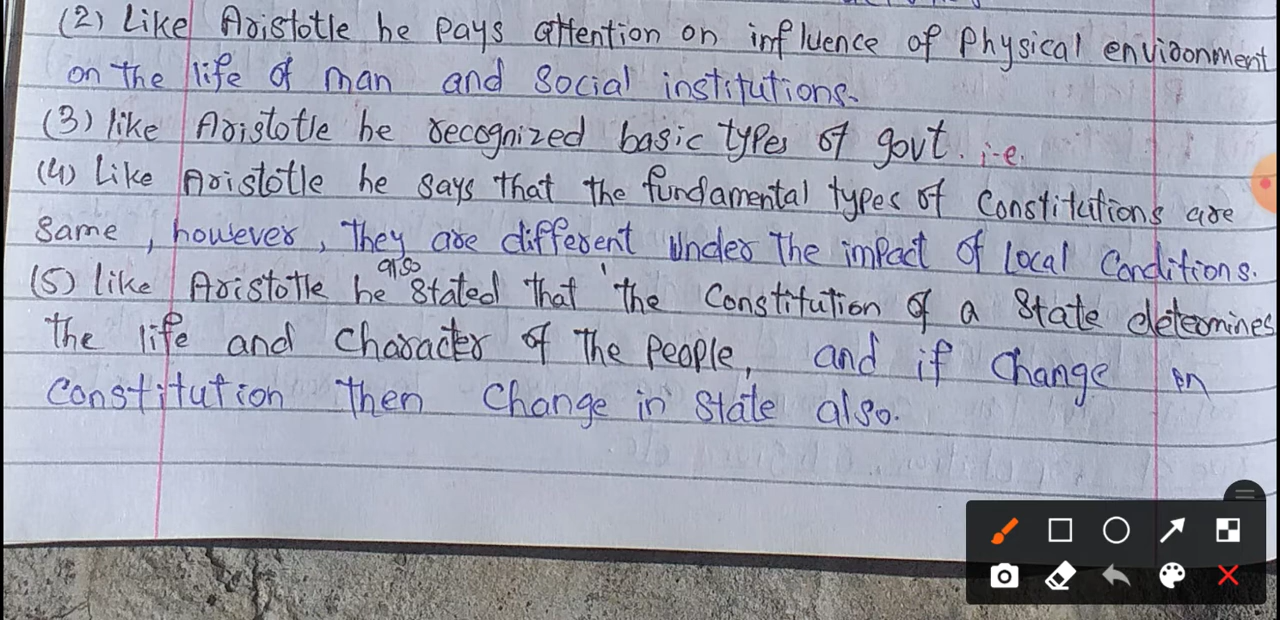 (2) Like Aristotle he pays attention on influence of Physical environment
on the life of man and Social institutions.
(3) like Aristotle he recognized basic types of govt. i-e.
(4) Like Aristotle he says that the fundamental types of Constitutions are
Same, however, they are different under the impact of Local Conditions.
(5) like Aristotle he also stated that 'the Constitution of a State determines
the life and Character of the people, and if Change in
Constitution then Change in State also.